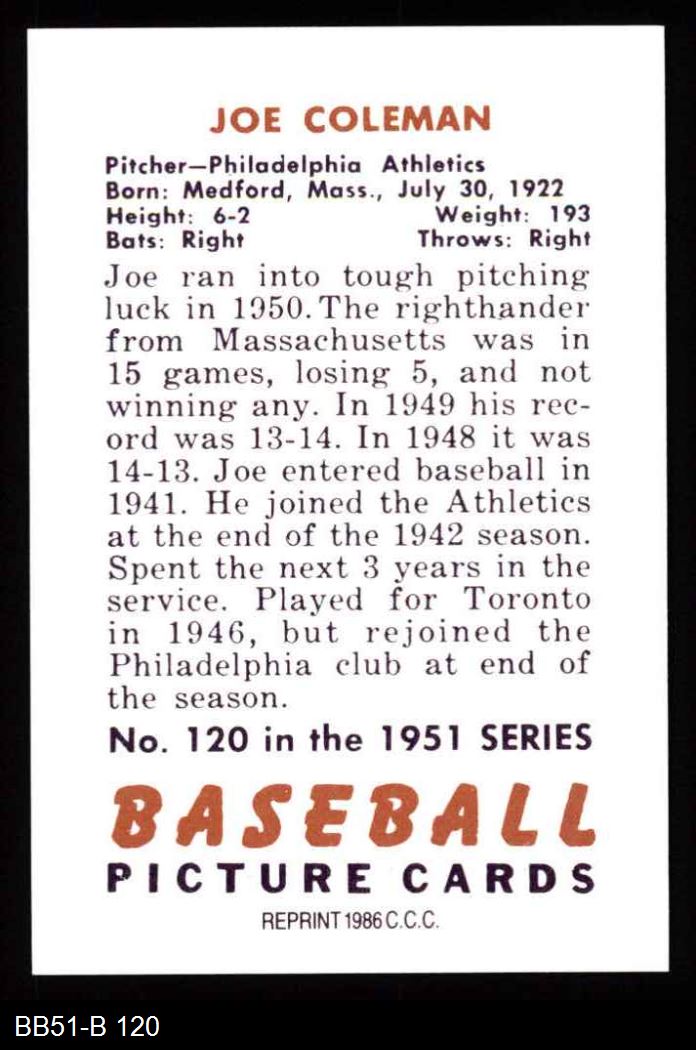 JOE COLEMAN
Pitcher—Philadelphia Athletics
Born: Medford, Mass., July 30, 1922
Height: 6-2 Weight: 193
Bats: Right Throws: Right
Joe ran into tough pitching
luck in 1950. The righthander
from Massachusetts was in
15 games, losing 5, and not
winning any. In 1949 his rec-
ord was 13-14. In 1948 it was
14-13. Joe entered baseball in
1941. He joined the Athletics
at the end of the 1942 season.
Spent the next 3 years in the
service. Played for Toronto
in 1946, but rejoined the
Philadelphia club at end of
the season.
No. 120 in the 1951 SERIES
BASEBALL
PICTURE CARDS
REPRINT 1986 C.C.C.
BB51-B 120